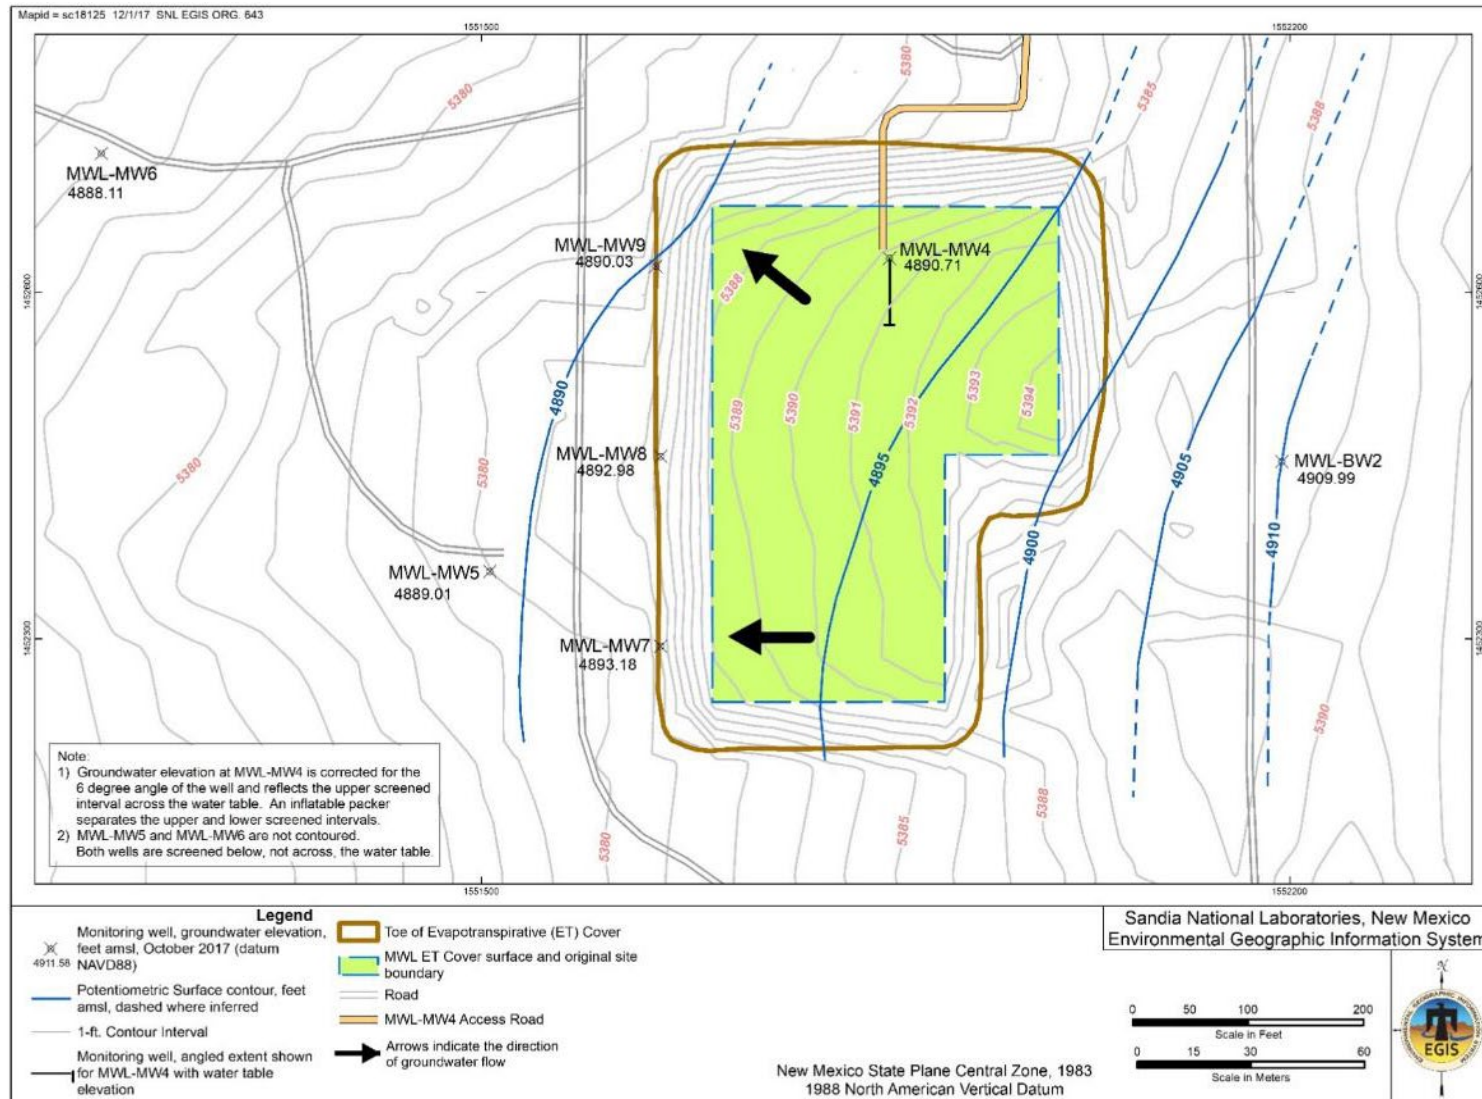 Mapid = sc18125 12/1/17 SNL EGIS ORG. 643
1551500
1552200
5380
5380
5385
5388
MWL-MW6
4888.11
MWL-MW9
4890.03
MWL-MW4
4890.71
1452600
1452600
5388
4890
5389
5390
5391
5392
5393
5394
5380
5380
MWL-MW8
4892.98
4895
4905
MWL-BW2
4909.99
4900
4910
MWL-MW5
4889.01
1452300
1452300
MWL-MW7
4893.18
5390
5380
5385
5388
Note:
1) Groundwater elevation at MWL-MW4 is corrected for the
6 degree angle of the well and reflects the upper screened
interval across the water table. An inflatable packer
separates the upper and lower screened intervals.
2) MWL-MW5 and MWL-MW6 are not contoured.
Both wells are screened below, not across, the water table.
1551500
1552200
Legend
4911.58
Monitoring well, groundwater elevation,
feet amsl, October 2017 (datum
NAVD88)
Potentiometric Surface contour, feet
amsl, dashed where inferred
1-ft. Contour Interval
Monitoring well, angled extent shown
for MWL-MW4 with water table
elevation
Toe of Evapotranspirative (ET) Cover
MWL ET Cover surface and original site
boundary
Road
MWL-MW4 Access Road
Arrows indicate the direction
of groundwater flow
Sandia National Laboratories, New Mexico
Environmental Geographic Information System
0 50 100 200
Scale in Feet
0 15 30 60
Scale in Meters
New Mexico State Plane Central Zone, 1983
1988 North American Vertical Datum
N
EGIS